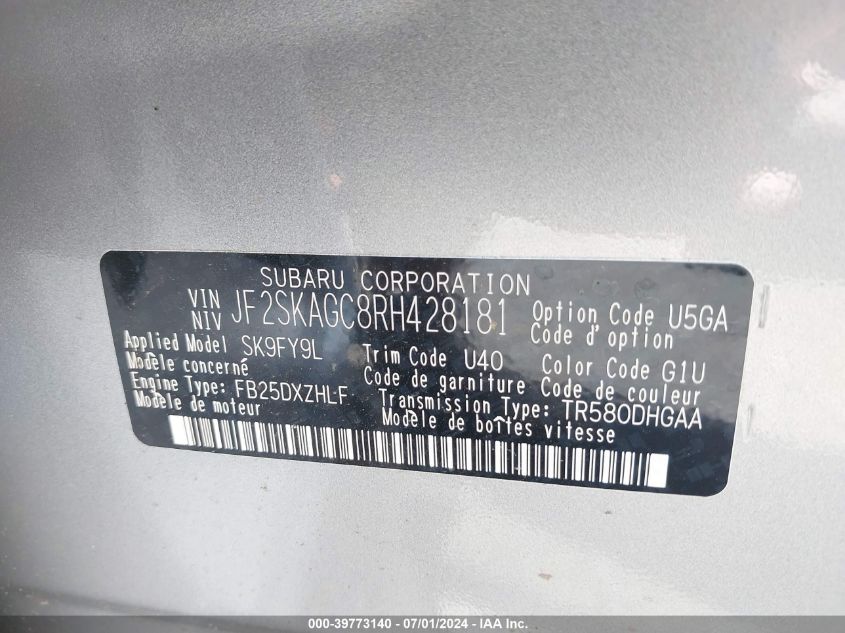 SUBARU CORPORATION
VIN
NIV
JF2SKAGC8RH428181
Option Code U5GA
Code d'option
Applied Model SK9FY9L
Modèle concerné
Trim Code U40
Code de garniture
Color Code G1U
Code de couleur
Engine Type: FB25DXZHLF
Modèle de moteur
Transmission Type: TR580DHGAA
Modèle de boîtes vitesse
000-39773140 - 07/01/2024 - IAA Inc.